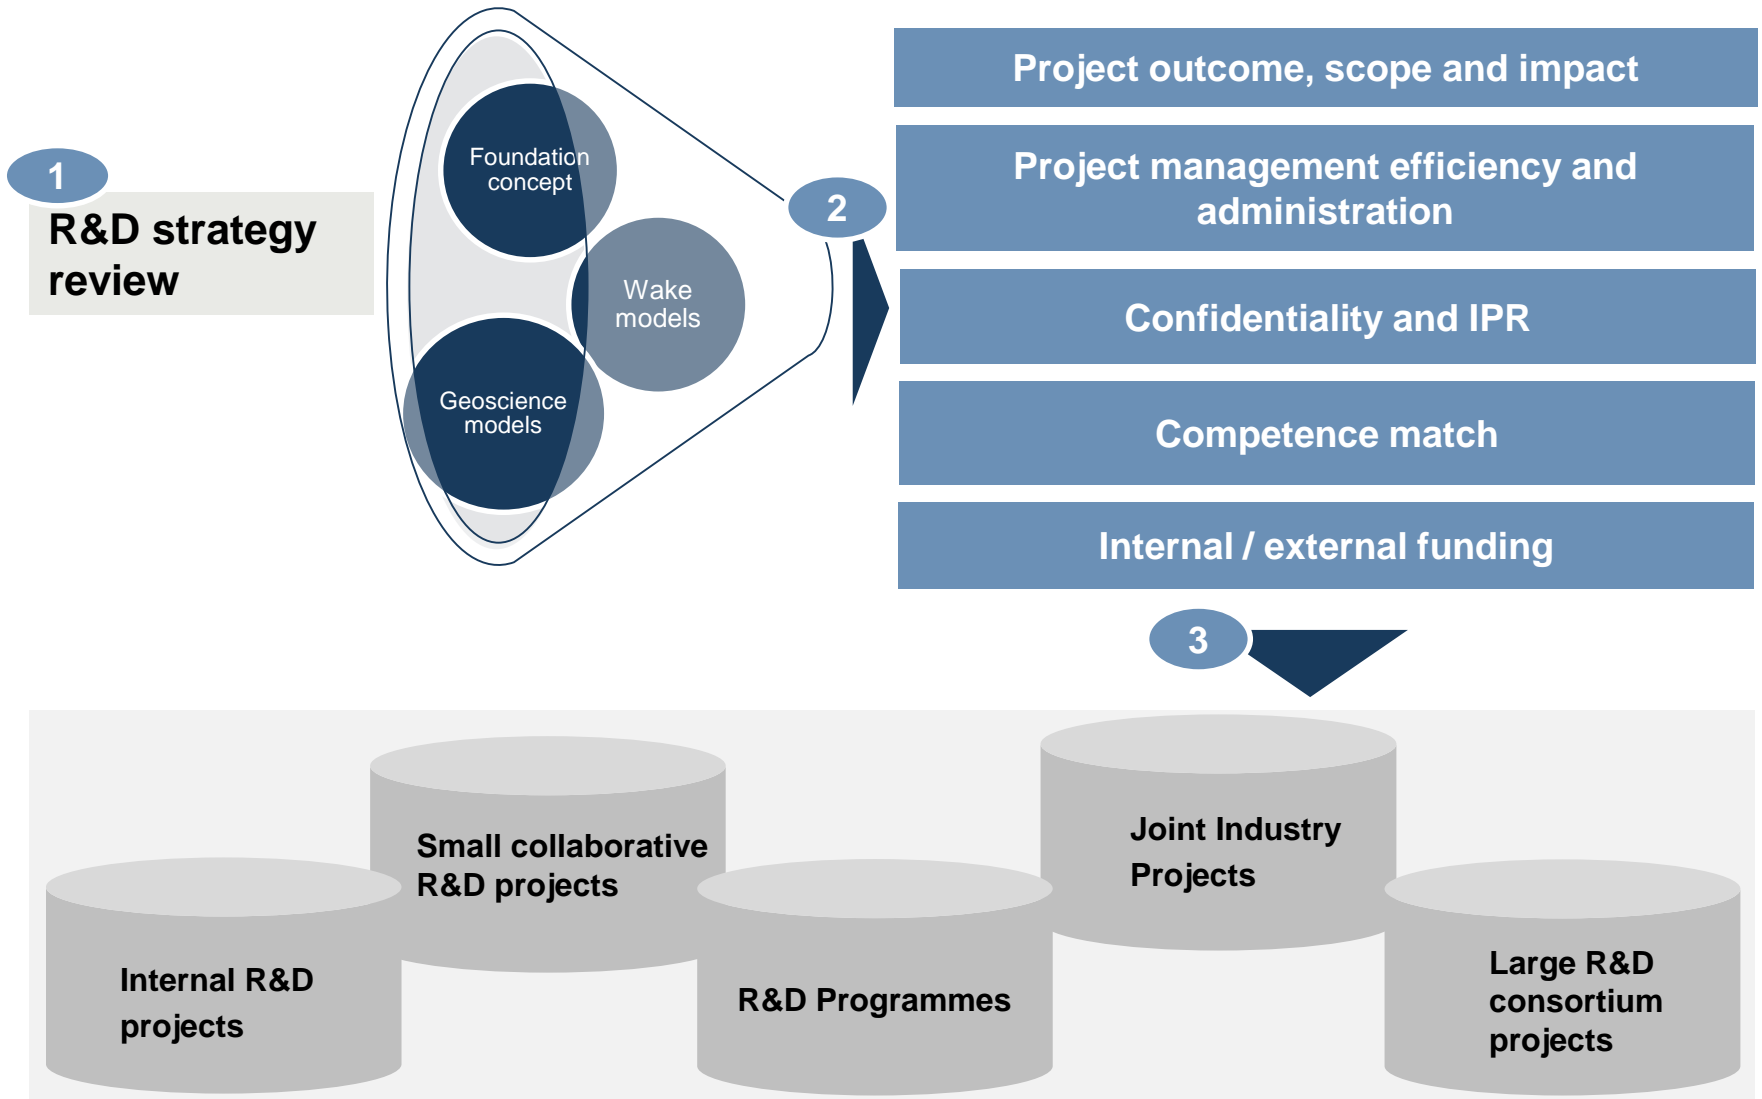 1
R&D strategy
review
Foundation
concept
Wake
models
Geoscience
models
2
Project outcome, scope and impact
Project management efficiency and
administration
Confidentiality and IPR
Competence match
Internal / external funding
3
Internal R&D
projects
Small collaborative
R&D projects
R&D Programmes
Joint Industry
Projects
Large R&D
consortium
projects